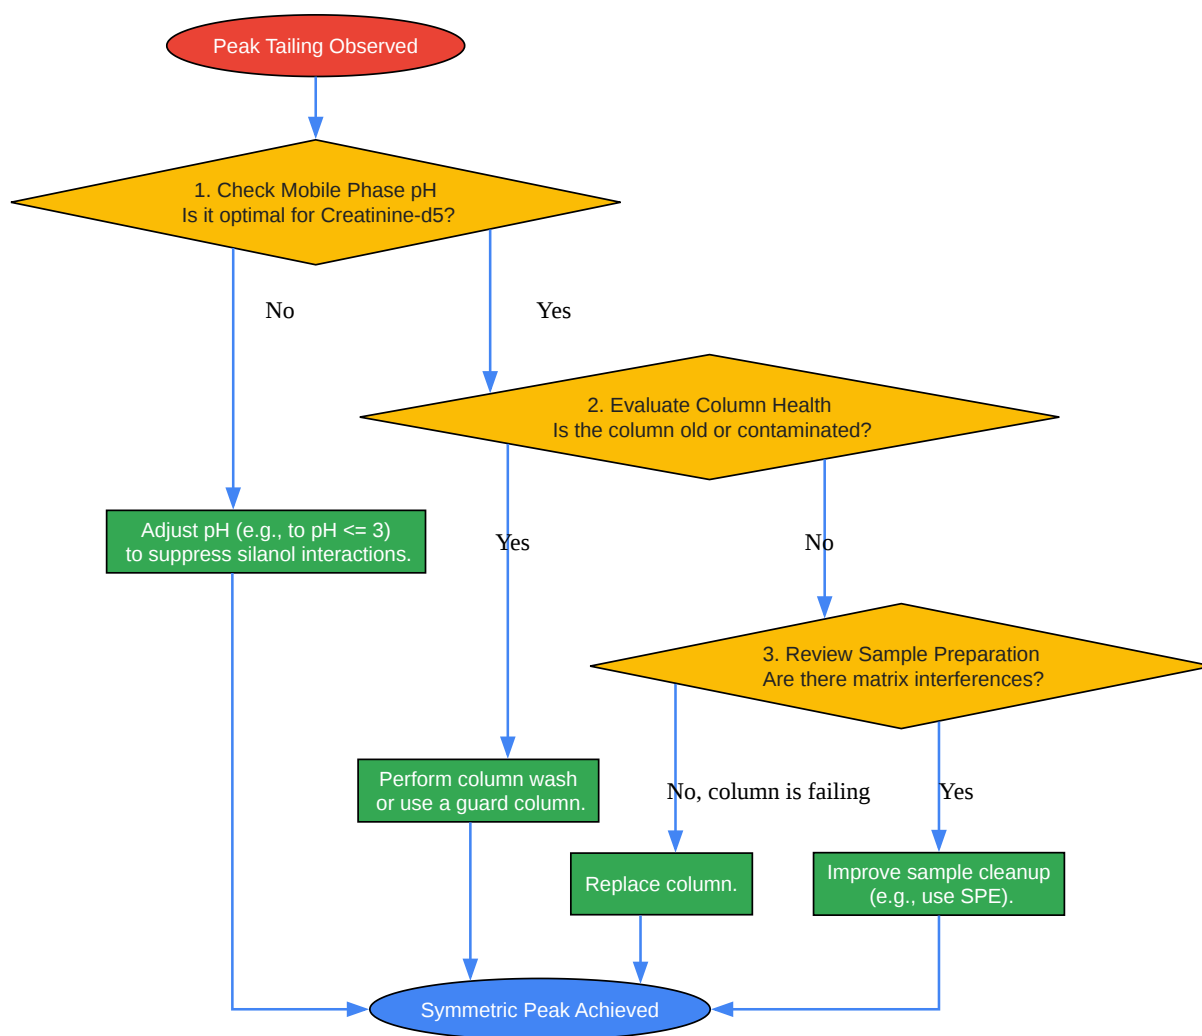 Peak Tailing Observed
1. Check Mobile Phase pH
Is it optimal for Creatinine-d5?
No
Yes
2. Evaluate Column Health
Is the column old or contaminated?
Adjust pH (e.g., to pH <= 3)
to suppress silanol interactions.
Yes
No
3. Review Sample Preparation
Are there matrix interferences?
Perform column wash
or use a guard column.
No, column is failing
Yes
Replace column.
Improve sample cleanup
(e.g., use SPE).
Symmetric Peak Achieved